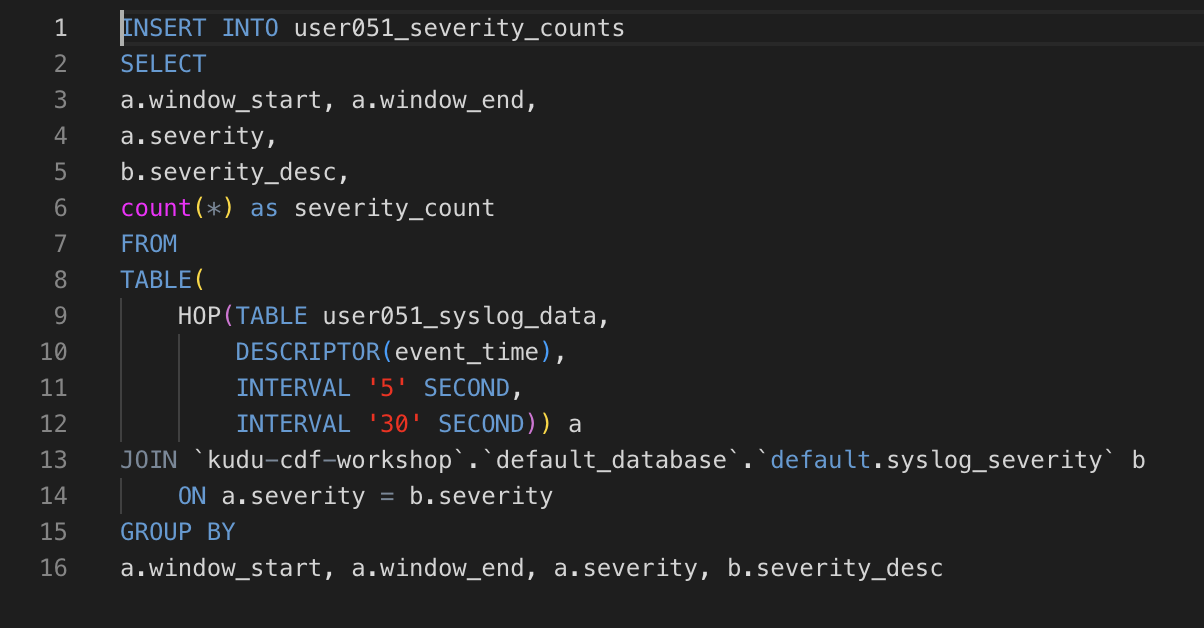 1 INSERT INTO user051_severity_counts
2 SELECT
3 a.window_start, a.window_end,
4 a.severity,
5 b.severity_desc,
6 count(*) as severity_count
7 FROM
8 TABLE(
9 HOP(TABLE user051_syslog_data,
10 DESCRIPTOR(event_time),
11 INTERVAL '5' SECOND,
12 INTERVAL '30' SECOND)) a
13 JOIN `kudu-cdf-workshop`.`default_database`.`default.syslog_severity` b
14 ON a.severity = b.severity
15 GROUP BY
16 a.window_start, a.window_end, a.severity, b.severity_desc